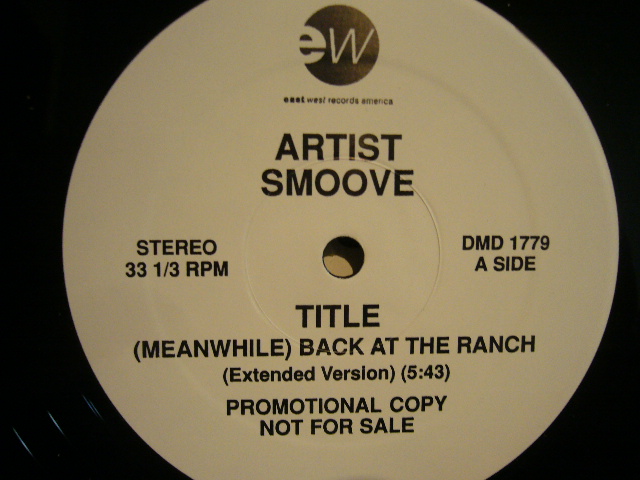 ew
east west records america
ARTIST
SMOOVE
STEREO
33 1/3 RPM
DMD 1779
A SIDE
TITLE
(MEANWHILE) BACK AT THE RANCH
(Extended Version) (5:43)
PROMOTIONAL COPY
NOT FOR SALE